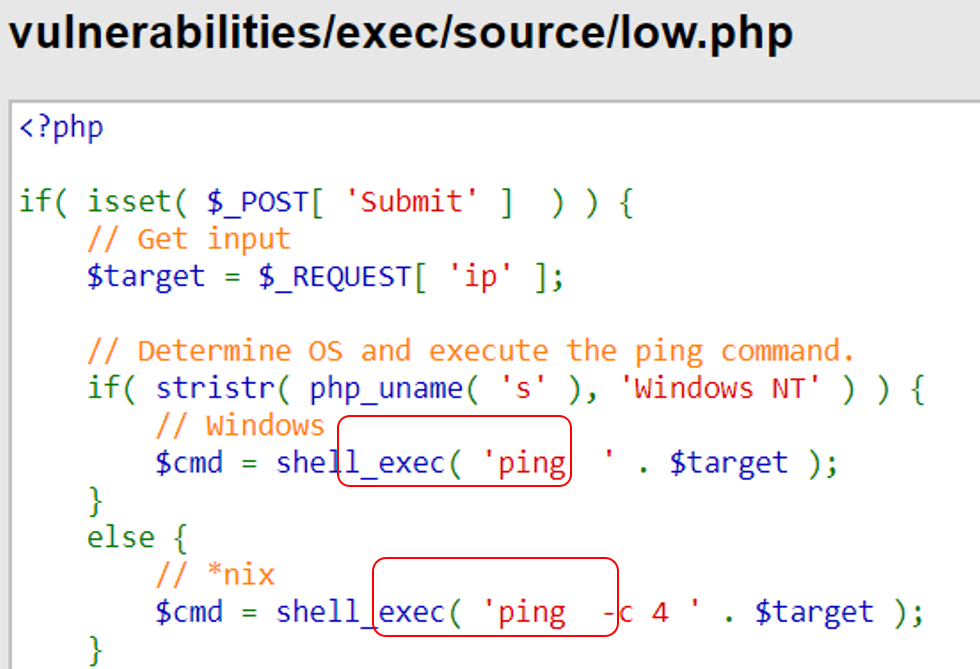 vulnerabilities/exec/source/low.php
<?php
if( isset( $_POST[ 'Submit' ]  ) ) {
    // Get input
    $target = $_REQUEST[ 'ip' ];
    // Determine OS and execute the ping command.
    if( stristr( php_uname( 's' ), 'Windows NT' ) ) {
        // Windows
        $cmd = shell_exec( 'ping  ' . $target );
    }
    else {
        // *nix
        $cmd = shell_exec( 'ping  -c 4 ' . $target );
    }